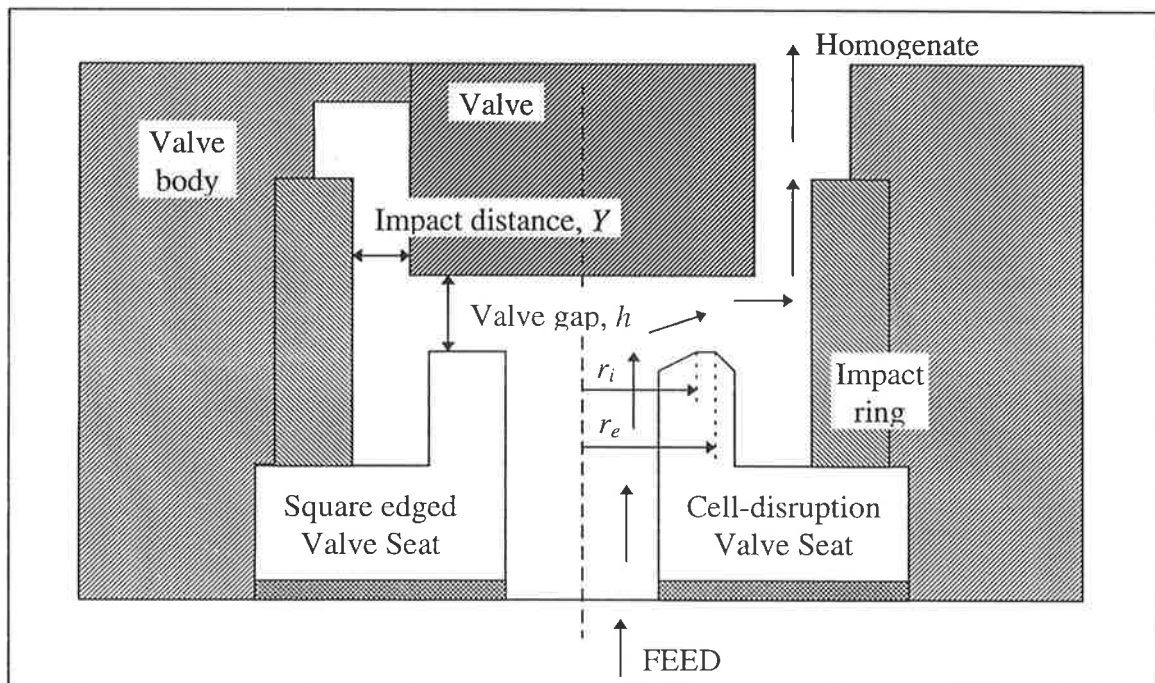 Homogenate
Valve
Valve
body
Impact distance, Y
Valve gap, h
r_i
r_e
Impact
ring
Square edged
Valve Seat
Cell-disruption
Valve Seat
FEED